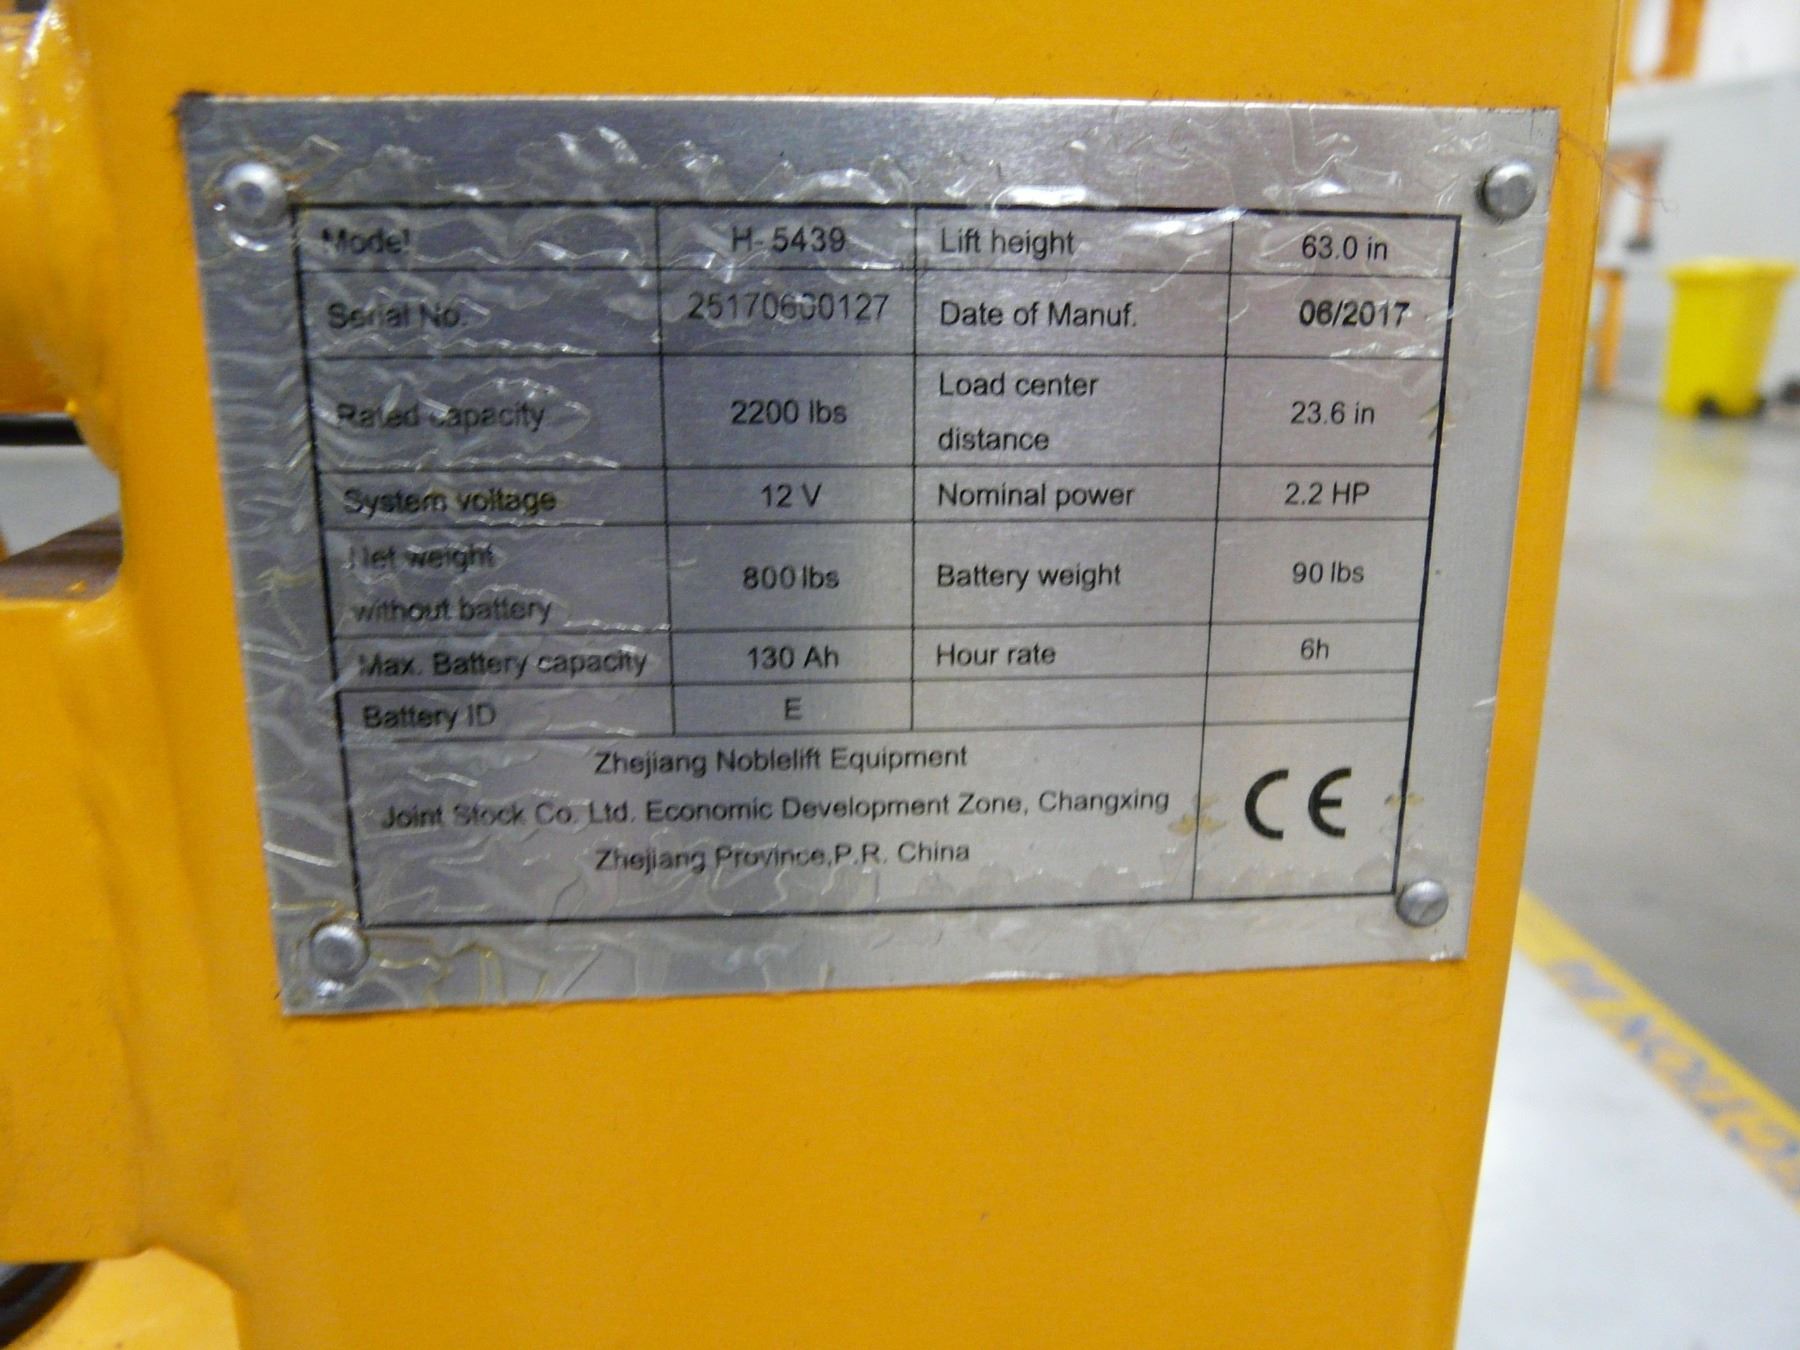 Model H-5439 Lift height 63.0 in
Serial No. 25170600127 Date of Manuf. 06/2017
Rated capacity 2200 lbs Load center distance 23.6 in
System voltage 12 V Nominal power 2.2 HP
Net weight without battery 800 lbs Battery weight 90 lbs
Max. Battery capacity 130 Ah Hour rate 6h
Battery ID E
Zhejiang Noblelift Equipment
Joint Stock Co. Ltd. Economic Development Zone, Changxing
Zhejiang Province,P.R. China
CE